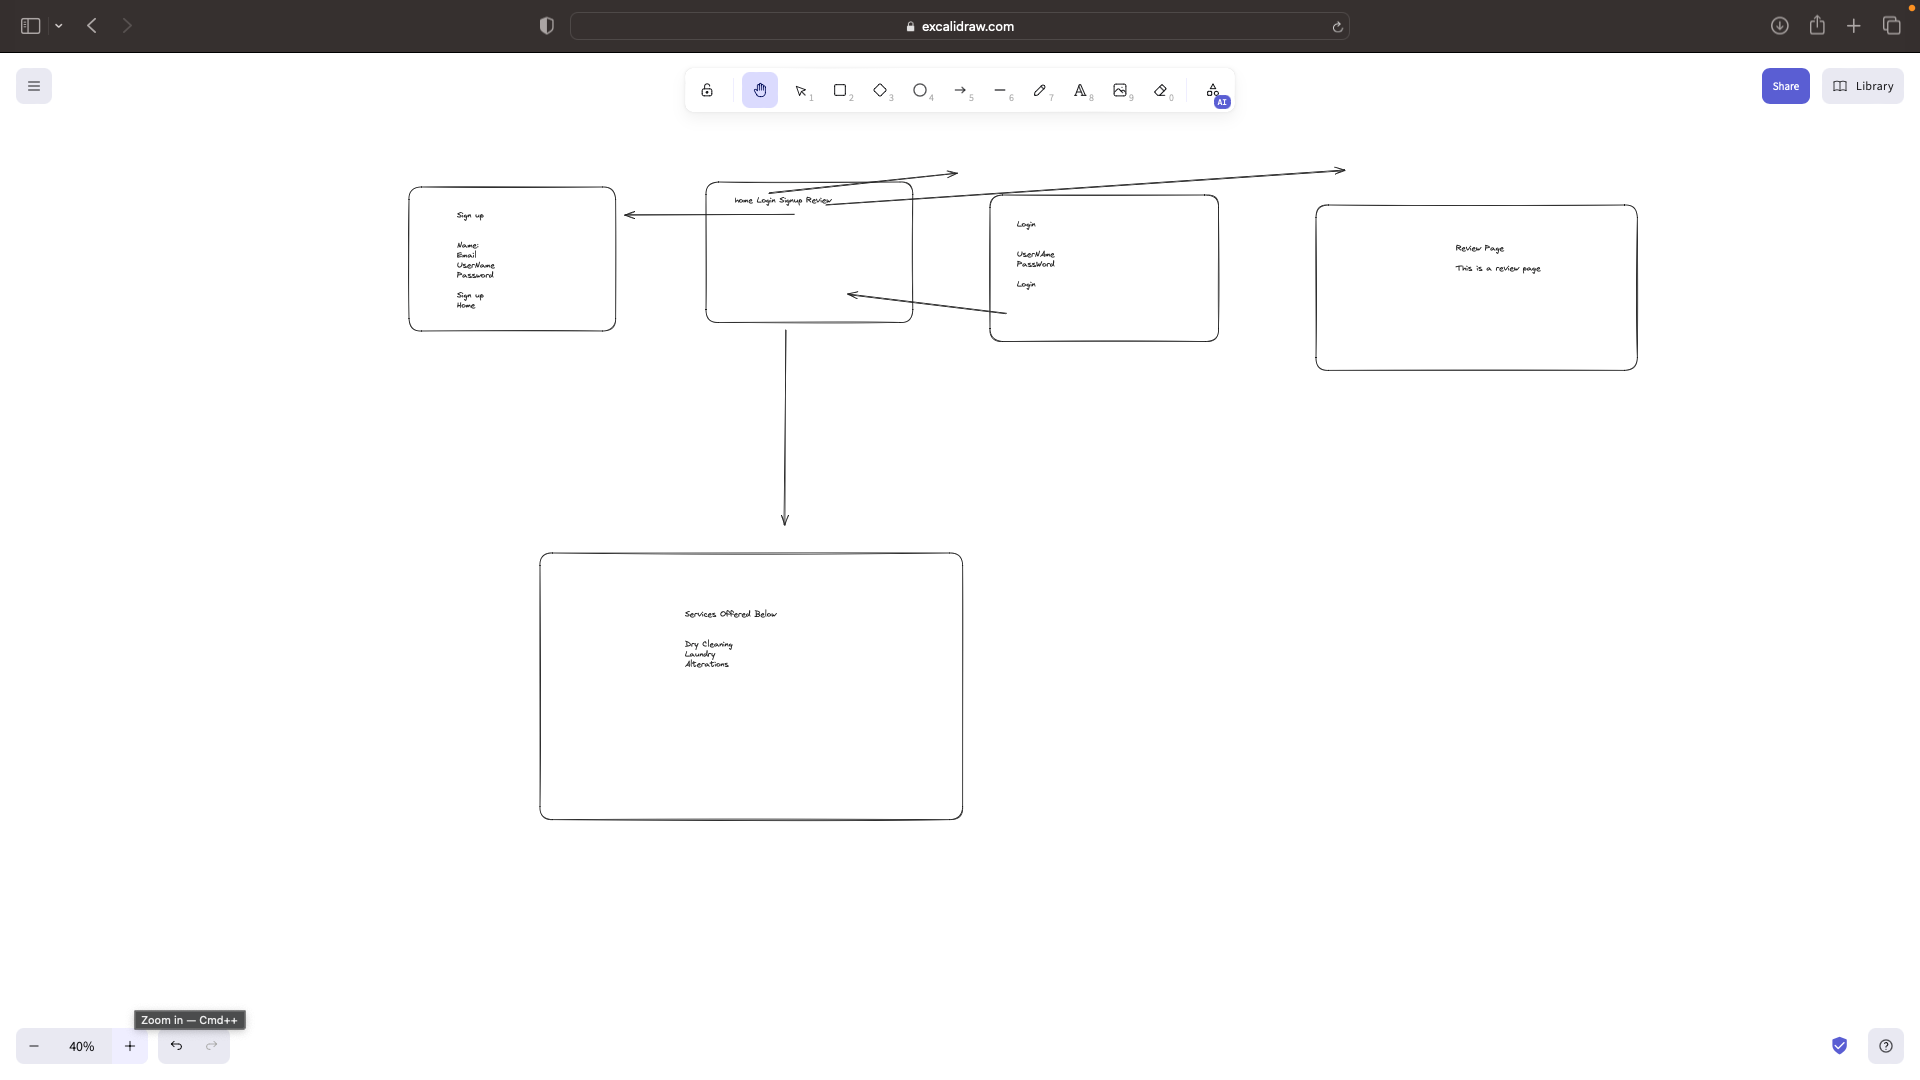 excalidraw.com
1
2
3
4
5
6
7
8
9
0
AI
Share
Library
Sign up
Name:
Email
UserName
Password
Sign up
Home
home Login Signup Review
Login
UserNAme
PassWord
Login
Review Page
This is a review page
Services Offered Below
Dry Cleaning
Laundry
Alterations
Zoom in — Cmd++
40%